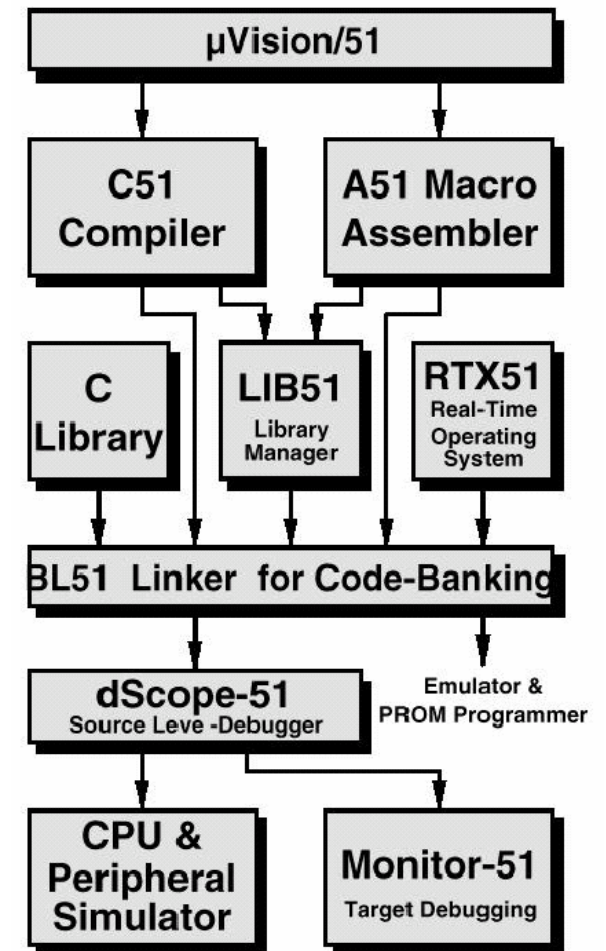 µVision/51
C51
Compiler
A51 Macro
Assembler
C
Library
LIB51
Library
Manager
RTX51
Real-Time
Operating
System
BL51 Linker for Code-Banking
dScope-51
Source Leve -Debugger
Emulator &
PROM Programmer
CPU &
Peripheral
Simulator
Monitor-51
Target Debugging